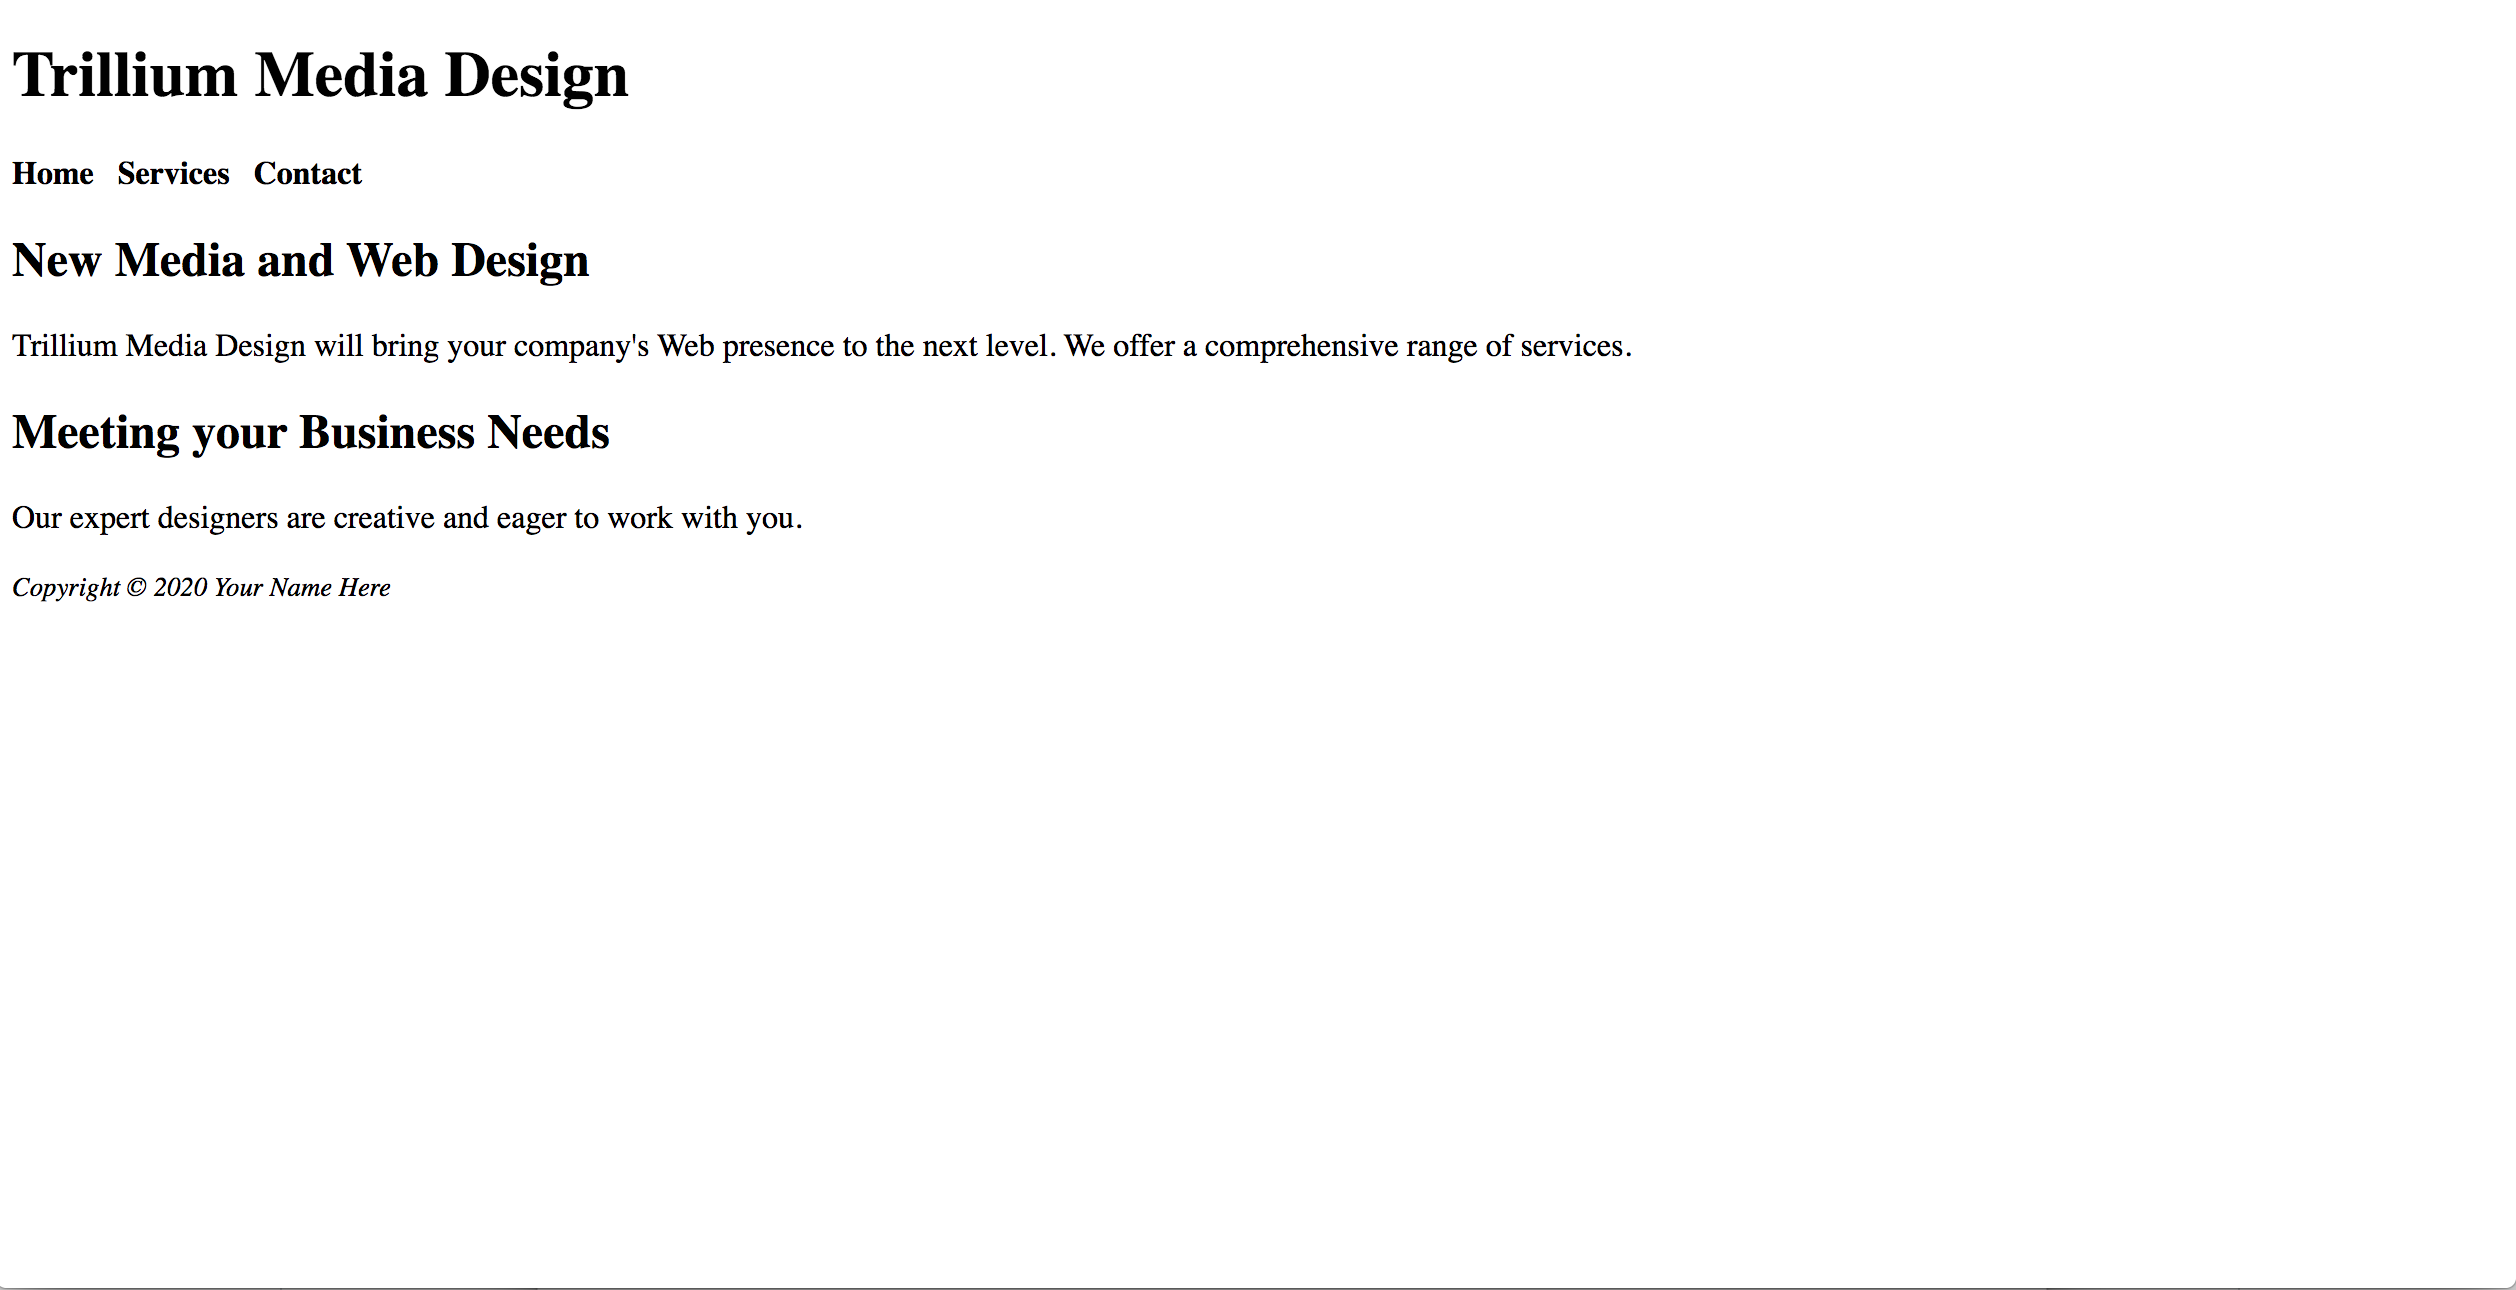 Trillium Media Design
Home Services Contact
New Media and Web Design
Trillium Media Design will bring your company's Web presence to the next level. We offer a comprehensive range of services.
Meeting your Business Needs
Our expert designers are creative and eager to work with you.
Copyright © 2020 Your Name Here